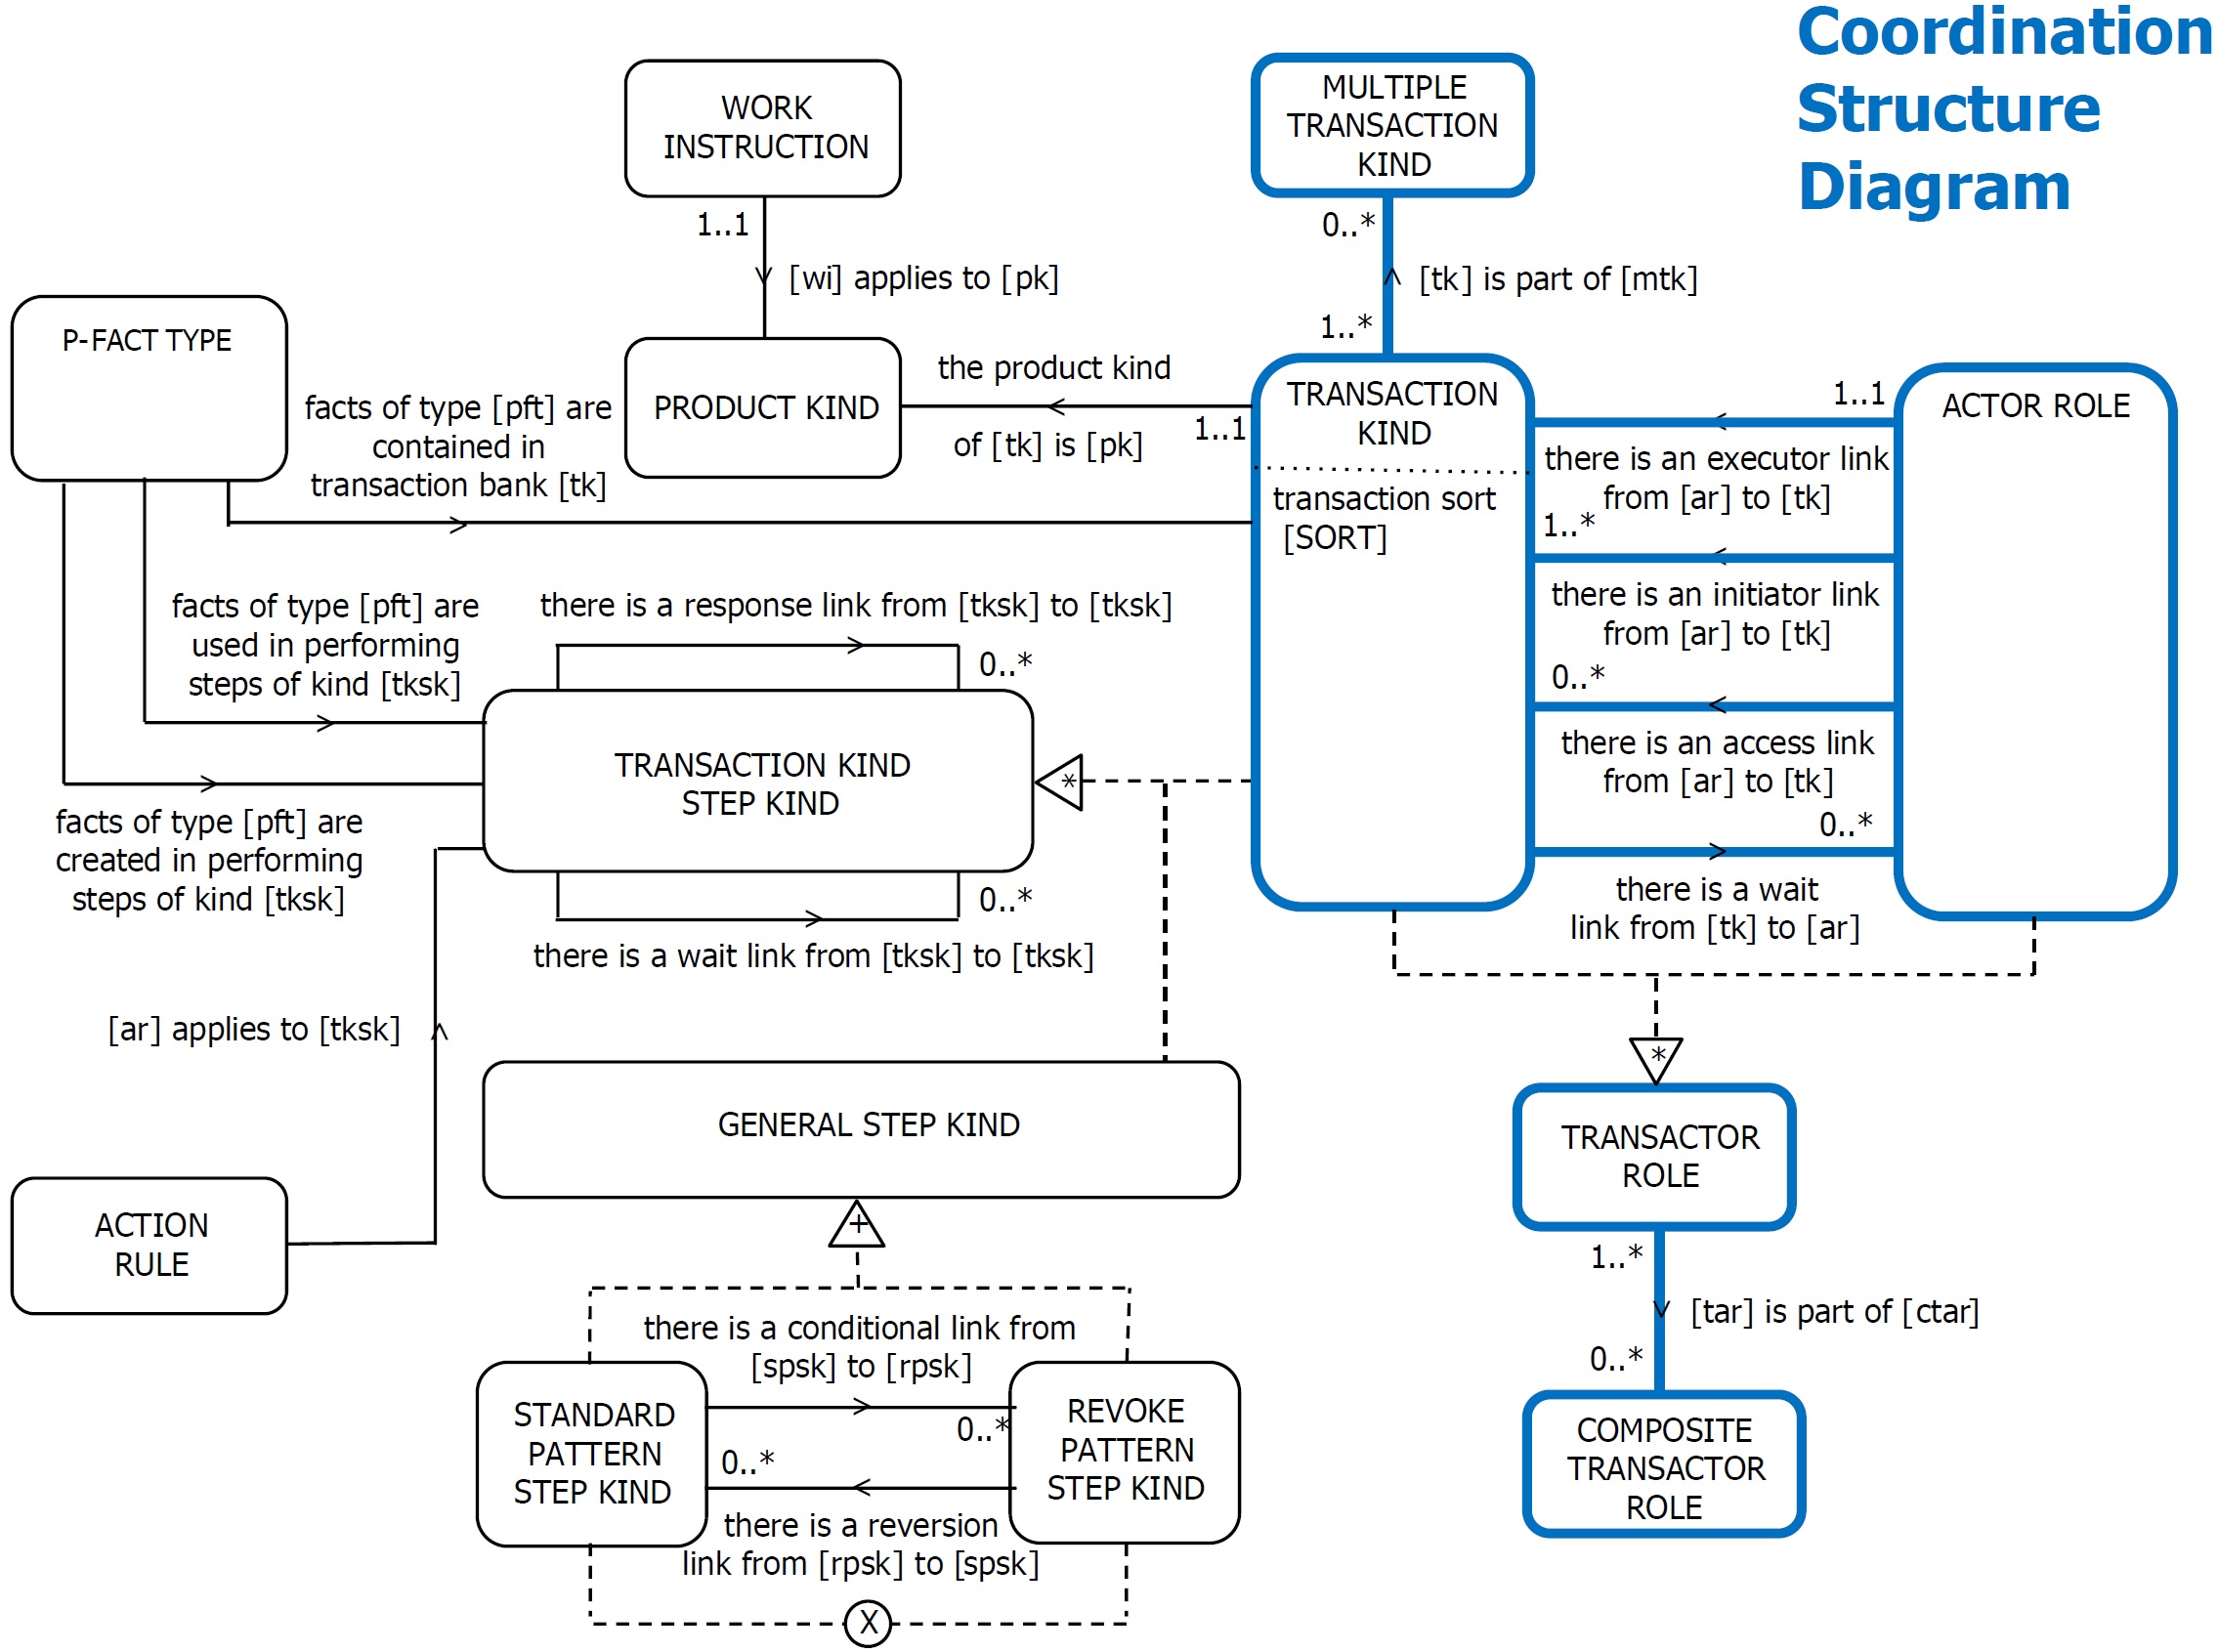 Coordination
Structure
Diagram
WORK
INSTRUCTION
1..1
[wi] applies to [pk]
MULTIPLE
TRANSACTION
KIND
0..*
[tk] is part of [mtk]
1..*
P-FACT TYPE
PRODUCT KIND
the product kind
of [tk] is [pk]
1..1
facts of type [pft] are
contained in
transaction bank [tk]
TRANSACTION
KIND
transaction sort
[SORT]
ACTOR ROLE
1..1
there is an executor link
from [ar] to [tk]
1..*
there is an initiator link
from [ar] to [tk]
0..*
there is an access link
from [ar] to [tk]
0..*
there is a wait
link from [tk] to [ar]
facts of type [pft] are
used in performing
steps of kind [tksk]
there is a response link from [tksk] to [tksk]
0..*
TRANSACTION KIND
STEP KIND
*
facts of type [pft] are
created in performing
steps of kind [tksk]
0..*
there is a wait link from [tksk] to [tksk]
[ar] applies to [tksk]
*
GENERAL STEP KIND
TRANSACTOR
ROLE
ACTION
RULE
+
1..*
[tar] is part of [ctar]
0..*
there is a conditional link from
[spsk] to [rpsk]
STANDARD
PATTERN
STEP KIND
0..*
0..*
REVOKE
PATTERN
STEP KIND
COMPOSITE
TRANSACTOR
ROLE
there is a reversion
link from [rpsk] to [spsk]
X